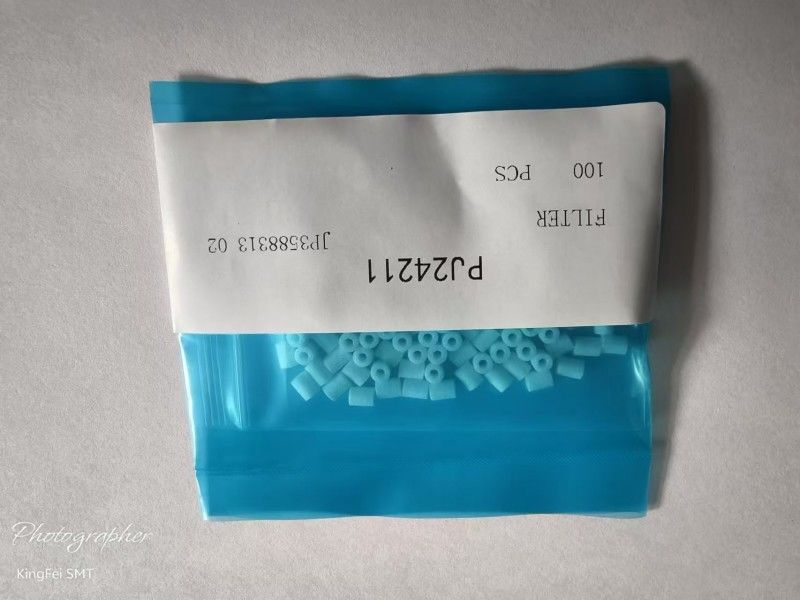 PJ24211
JP3588313 02
FILTER
100 PCS
Photographer
KingFei SMT